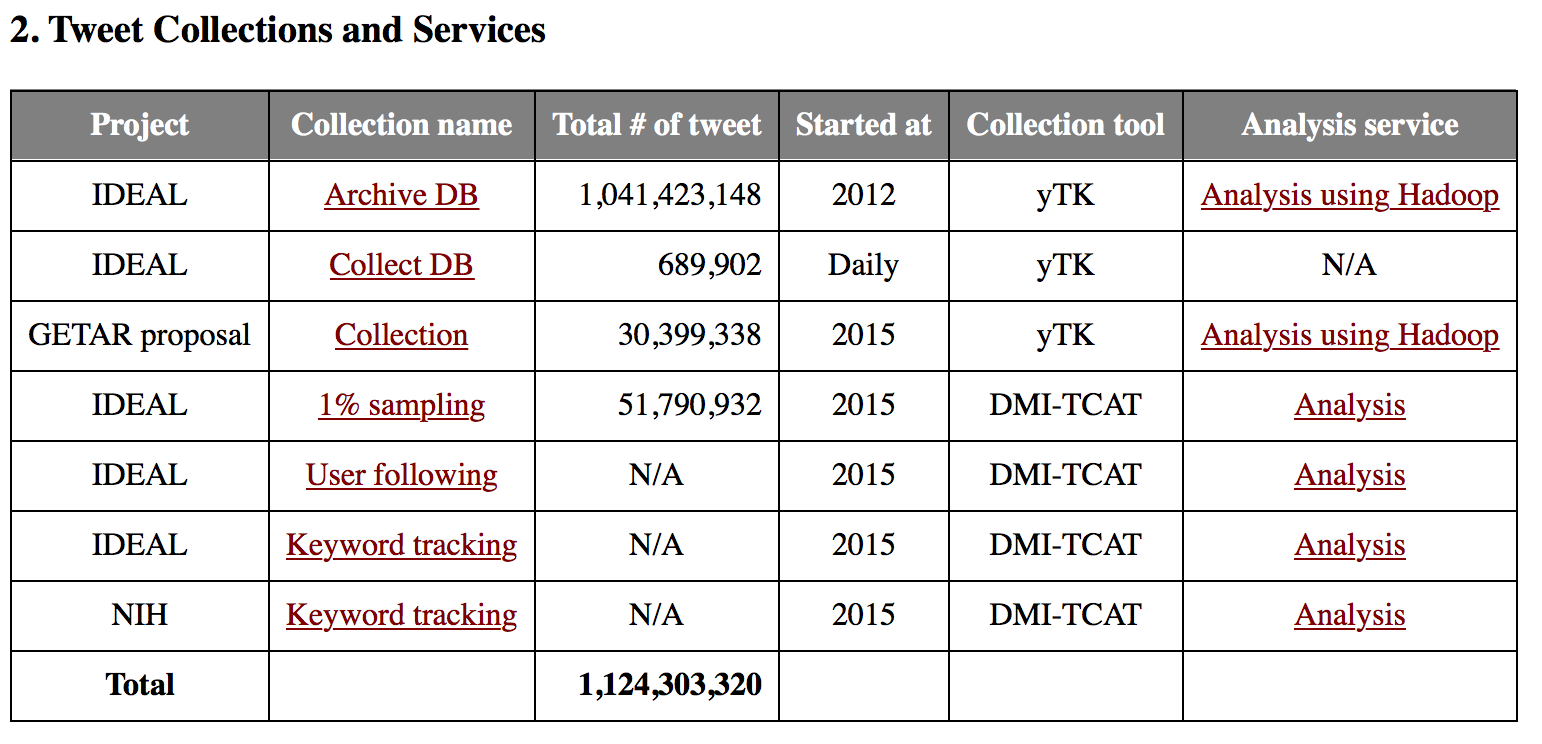 2. Tweet Collections and Services
Project Collection name Total # of tweet Started at Collection tool Analysis service
IDEAL Archive DB 1,041,423,148 2012 yTK Analysis using Hadoop
IDEAL Collect DB 689,902 Daily yTK N/A
GETAR proposal Collection 30,399,338 2015 yTK Analysis using Hadoop
IDEAL 1% sampling 51,790,932 2015 DMI-TCAT Analysis
IDEAL User following N/A 2015 DMI-TCAT Analysis
IDEAL Keyword tracking N/A 2015 DMI-TCAT Analysis
NIH Keyword tracking N/A 2015 DMI-TCAT Analysis
Total 1,124,303,320